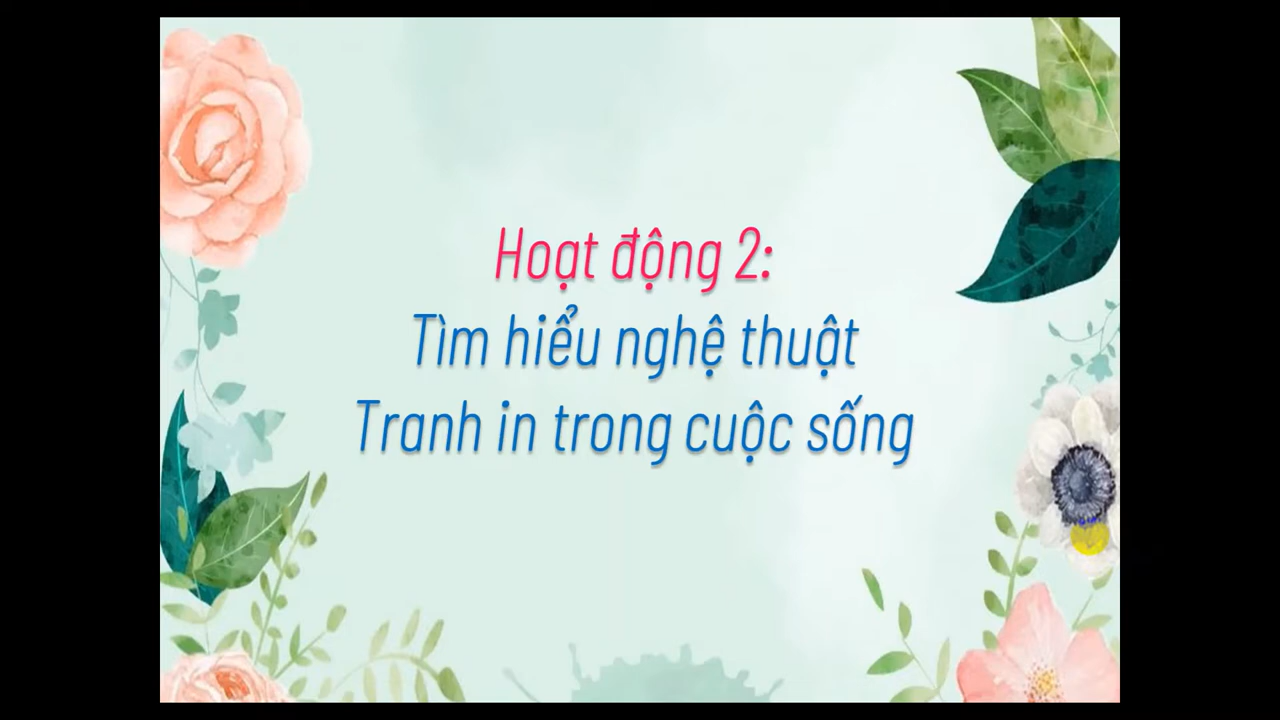 Hoạt động 2:
Tìm hiểu nghệ thuật
Tranh in trong cuộc sống